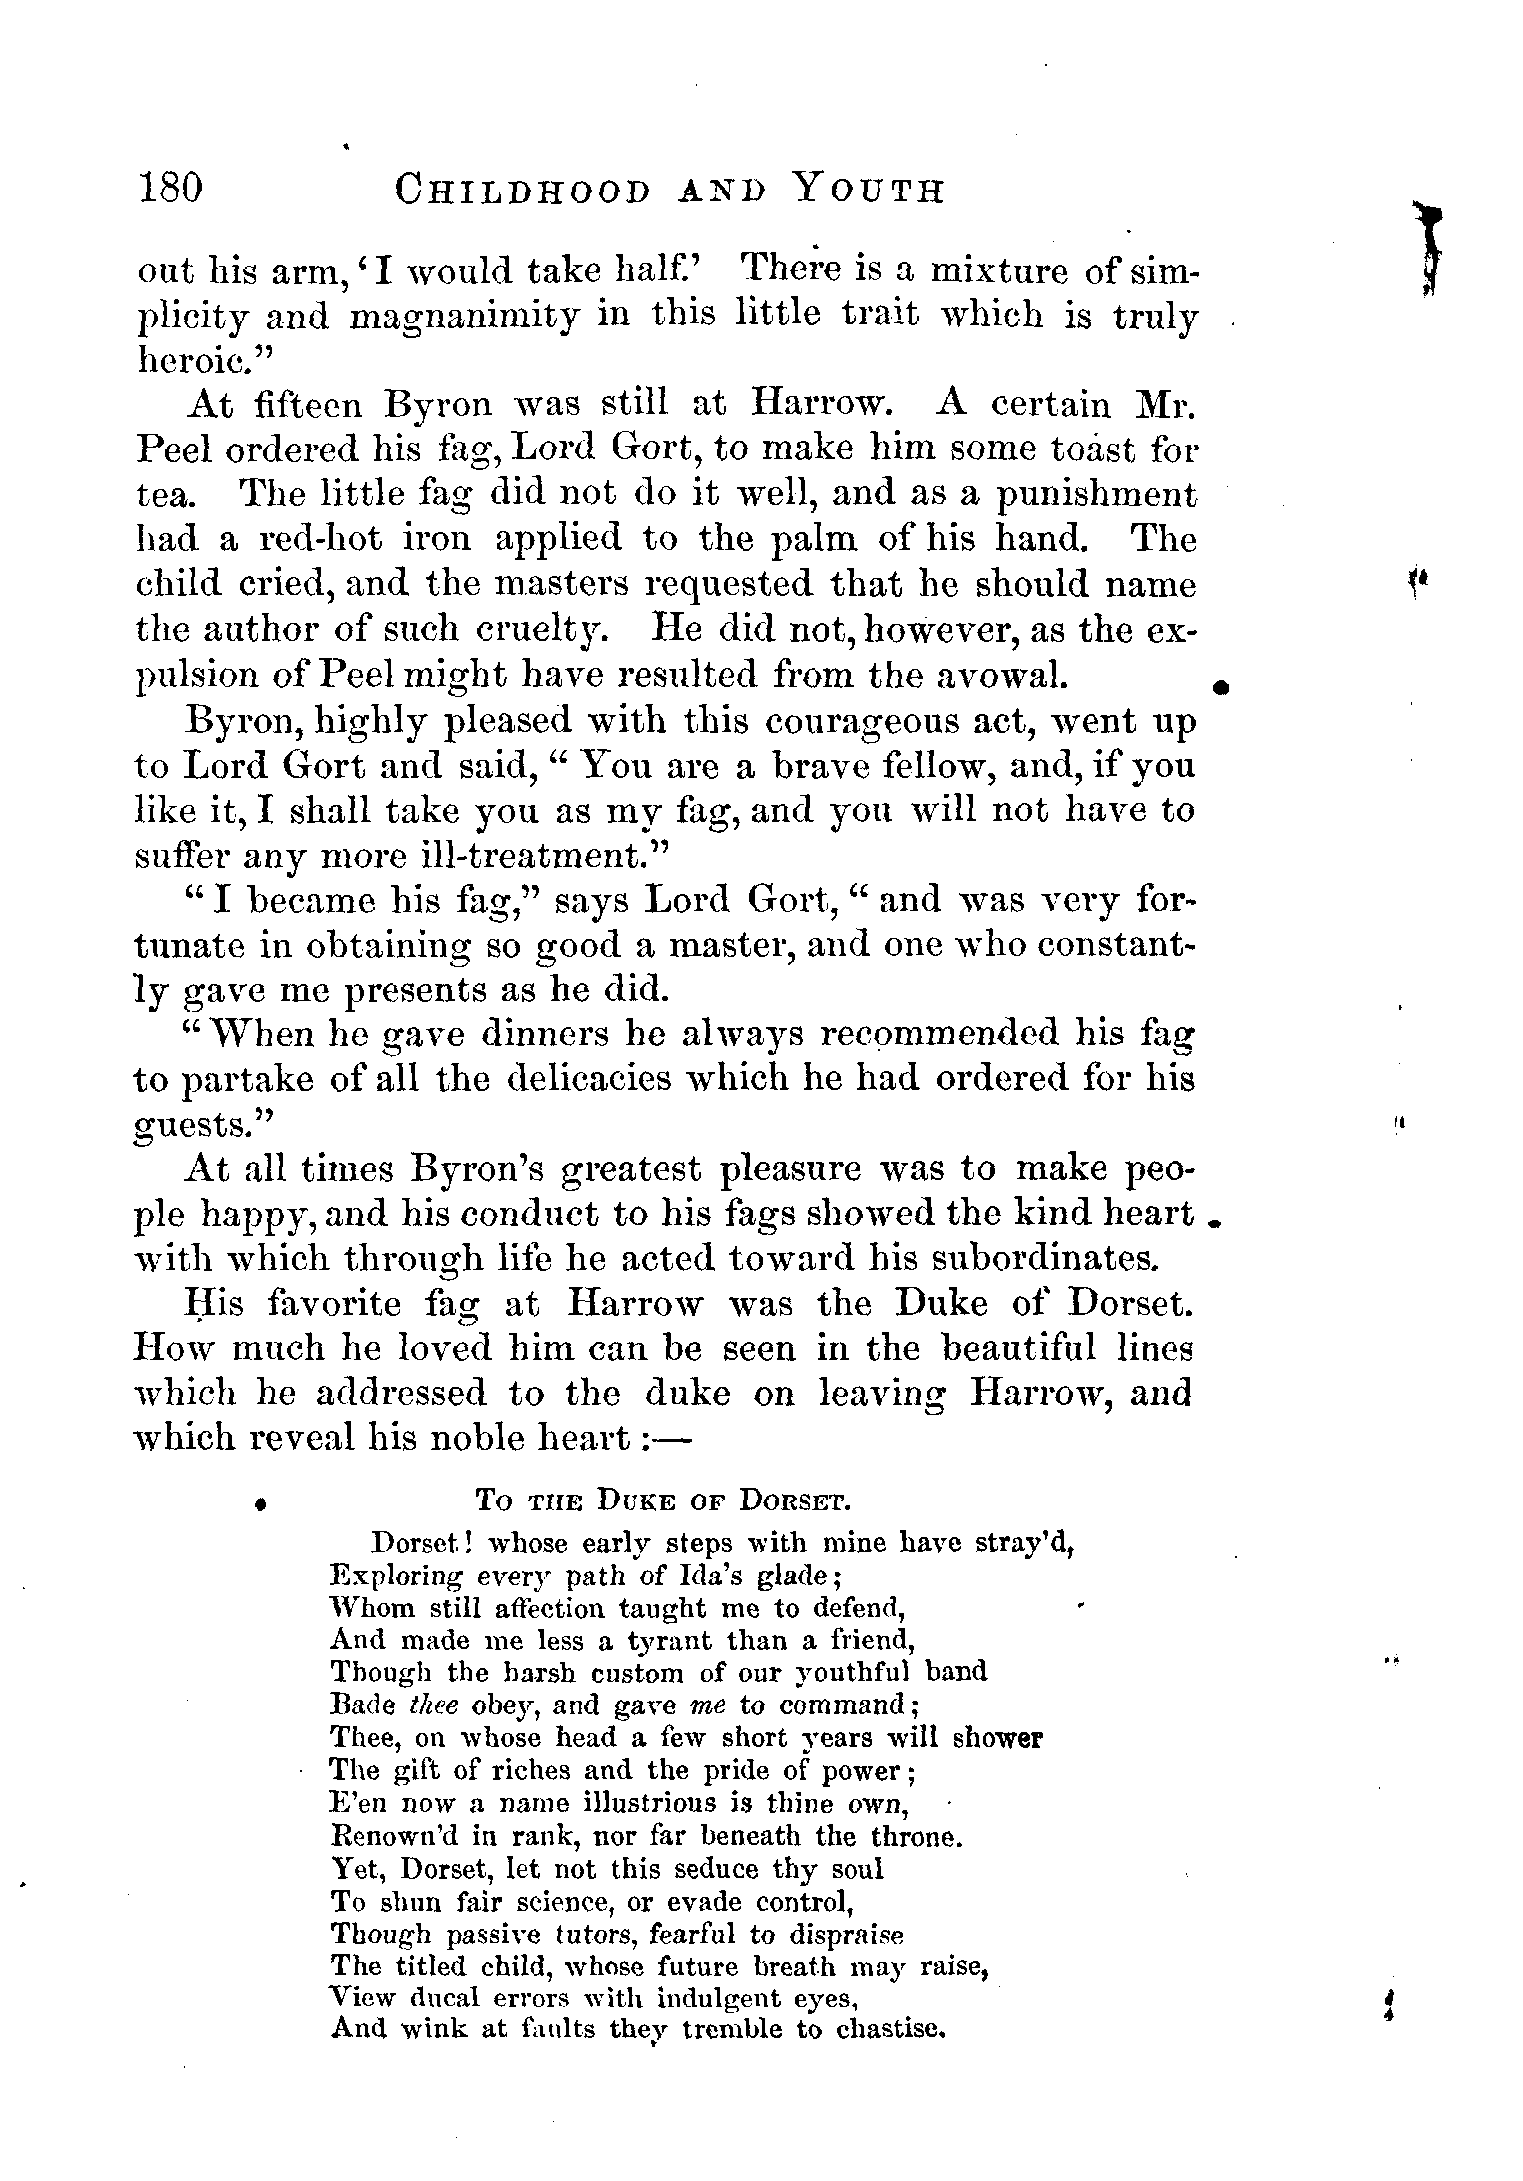 180 CHILDHOOD AND YOUTH
out his arm, ‘I would take half.’ There is a mixture of sim-
plicity and magnanimity in this little trait which is truly
heroic.”
At fifteen Byron was still at Harrow. A certain Mr.
Peel ordered his fag, Lord Gort, to make him some toast for
tea. The little fag did not do it well, and as a punishment
had a red-hot iron applied to the palm of his hand. The
child cried, and the masters requested that he should name
the author of such cruelty. He did not, however, as the ex-
pulsion of Peel might have resulted from the avowal.
Byron, highly pleased with this courageous act, went up
to Lord Gort and said, “ You are a brave fellow, and, if you
like it, I shall take you as my fag, and you will not have to
suffer any more ill-treatment.”
“ I became his fag,” says Lord Gort, “ and was very for-
tunate in obtaining so good a master, and one who constant-
ly gave me presents as he did.
“ When he gave dinners he always recommended his fag
to partake of all the delicacies which he had ordered for his
guests.”
At all times Byron’s greatest pleasure was to make peo-
ple happy, and his conduct to his fags showed the kind heart
with which through life he acted toward his subordinates.
His favorite fag at Harrow was the Duke of Dorset.
How much he loved him can be seen in the beautiful lines
which he addressed to the duke on leaving Harrow, and
which reveal his noble heart :—
TO THE DUKE OF DORSET.
Dorset! whose early steps with mine have stray’d,
Exploring every path of Ida’s glade;
Whom still affection taught me to defend,
And made me less a tyrant than a friend,
Though the harsh custom of our youthful band
Bade thee obey, and gave me to command;
Thee, on whose head a few short years will shower
The gift of riches and the pride of power;
E’en now a name illustrious is thine own,
Renown’d in rank, nor far beneath the throne.
Yet, Dorset, let not this seduce thy soul
To shun fair science, or evade control,
Though passive tutors, fearful to dispraise
The titled child, whose future breath may raise,
View ducal errors with indulgent eyes,
And wink at faults they tremble to chastise.